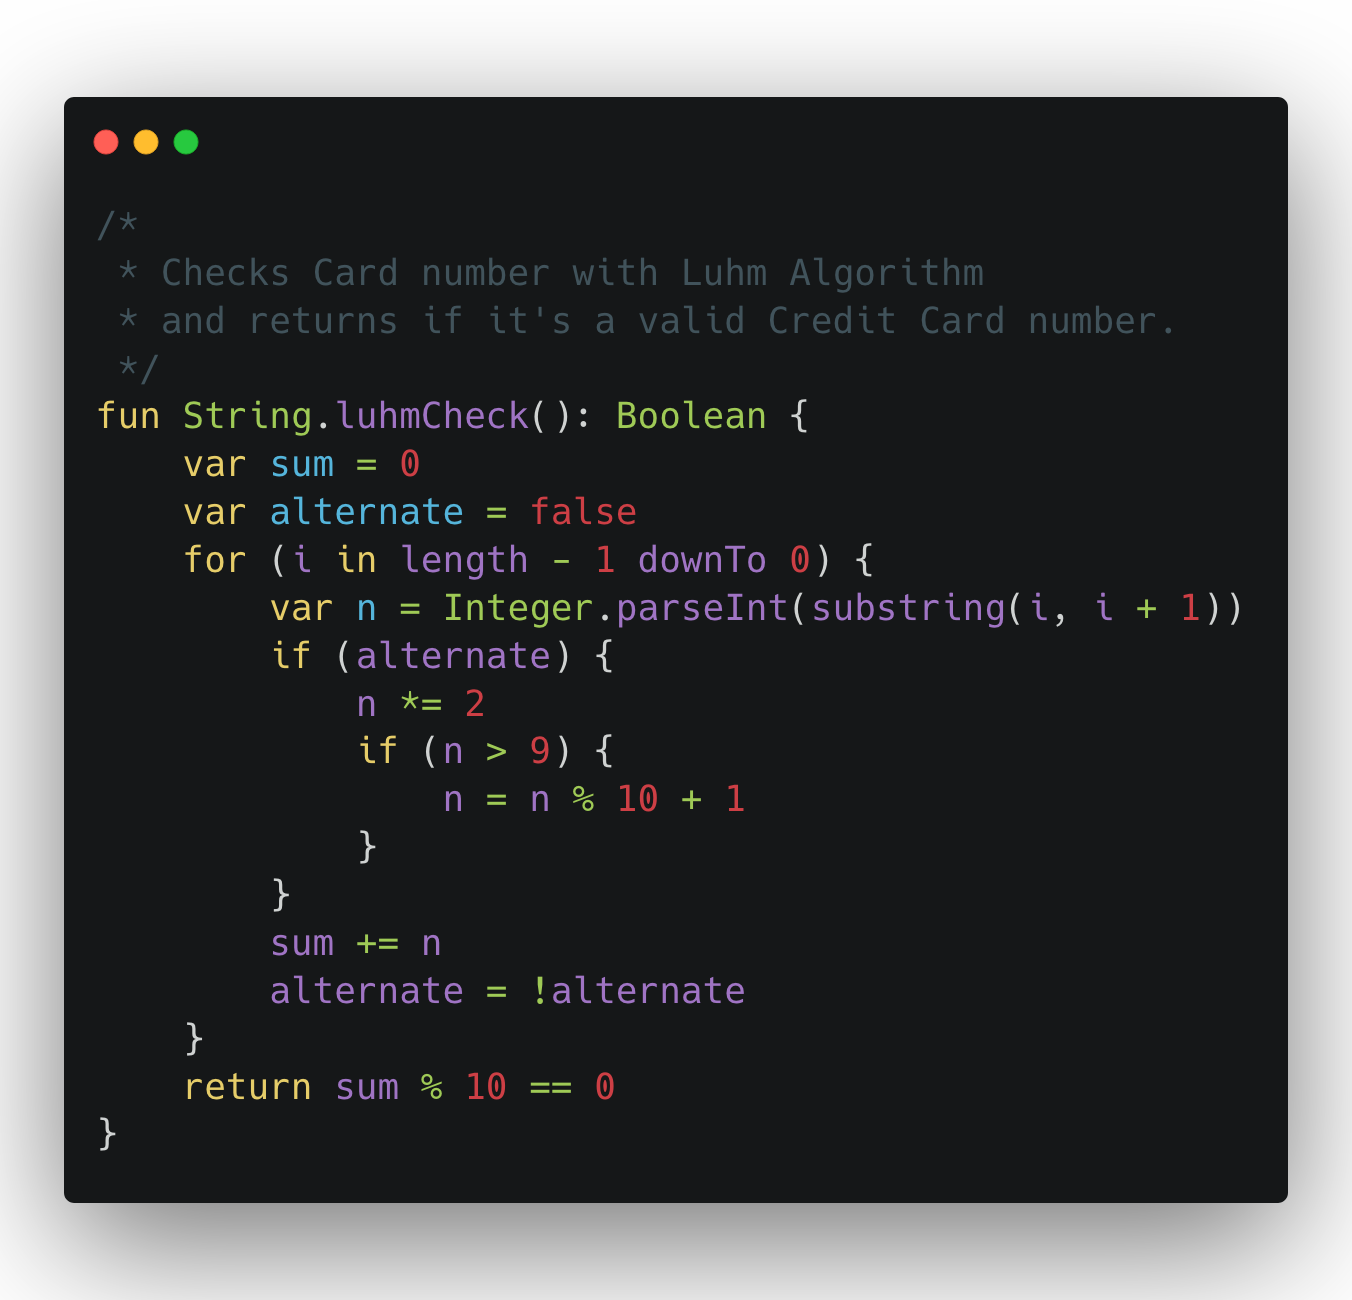 /*
 * Checks Card number with Luhm Algorithm
 * and returns if it's a valid Credit Card number.
 */
fun String.luhmCheck(): Boolean {
    var sum = 0
    var alternate = false
    for (i in length - 1 downTo 0) {
        var n = Integer.parseInt(substring(i, i + 1))
        if (alternate) {
            n *= 2
            if (n > 9) {
                n = n % 10 + 1
            }
        }
        sum += n
        alternate = !alternate
    }
    return sum % 10 == 0
}